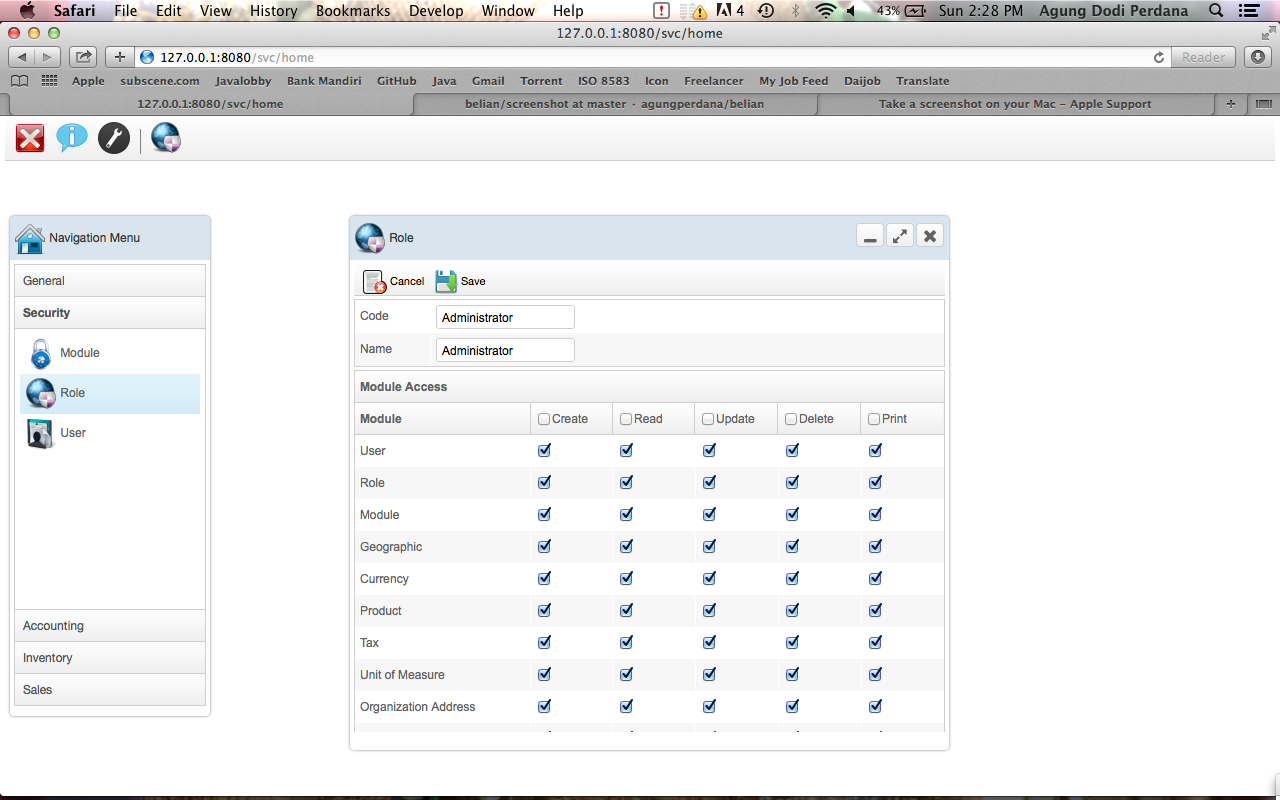 Safari File Edit View History Bookmarks Develop Window Help 4 43% Sun 2:28 PM Agung Dodi Perdana
127.0.0.1:8080/svc/home
127.0.0.1:8080/svc/home Reader
Apple subscene.com Javalobby Bank Mandiri GitHub Java Gmail Torrent ISO 8583 Icon Freelancer My Job Feed Daijob Translate
127.0.0.1:8080/svc/home belian/screenshot at master · agungperdana/belian Take a screenshot on your Mac – Apple Support
Navigation Menu
General
Security
Module
Role
User
Accounting
Inventory
Sales
Role
Cancel Save
Code Administrator
Name Administrator
Module Access
Module Create Read Update Delete Print
User
Role
Module
Geographic
Currency
Product
Tax
Unit of Measure
Organization Address